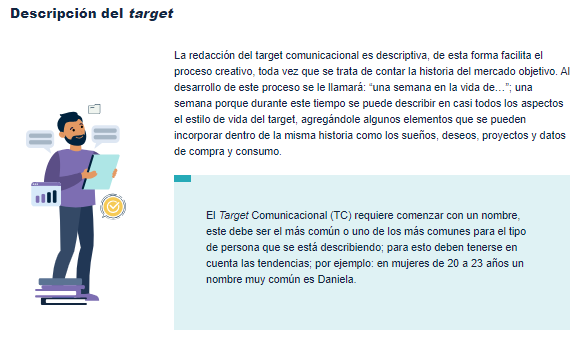 Descripción del target
La redacción del target comunicacional es descriptiva, de esta forma facilita el
proceso creativo, toda vez que se trata de contar la historia del mercado objetivo. Al
desarrollo de este proceso se le llamará: “una semana en la vida de…”; una
semana porque durante este tiempo se puede describir en casi todos los aspectos
el estilo de vida del target, agregándole algunos elementos que se pueden
incorporar dentro de la misma historia como los sueños, deseos, proyectos y datos
de compra y consumo.
El Target Comunicacional (TC) requiere comenzar con un nombre,
este debe ser el más común o uno de los más comunes para el tipo
de persona que se está describiendo; para esto deben tenerse en
cuenta las tendencias; por ejemplo: en mujeres de 20 a 23 años un
nombre muy común es Daniela.